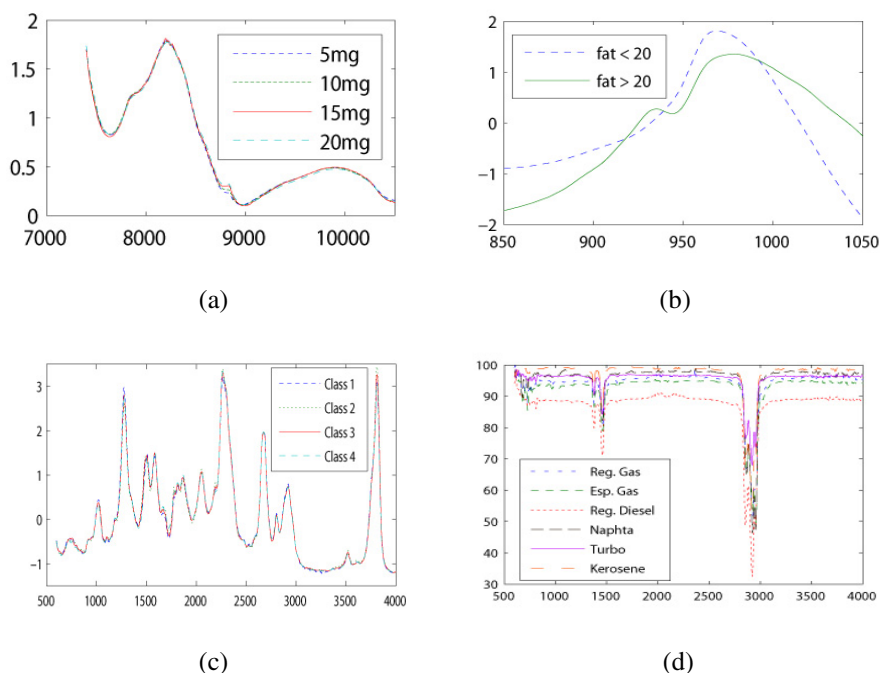 2
1.5
1
0.5
0
7000 8000 9000 10000
5mg
10mg
15mg
20mg
(a)
2
1
0
−1
−2
850 900 950 1000 1050
fat < 20
fat > 20
(b)
3
2
1
0
−1
500 1000 1500 2000 2500 3000 3500 4000
Class 1
Class 2
Class 3
Class 4
(c)
100
90
80
70
60
50
40
30
500 1000 1500 2000 2500 3000 3500 4000
Reg. Gas
Esp. Gas
Reg. Diesel
Naphta
Turbo
Kerosene
(d)